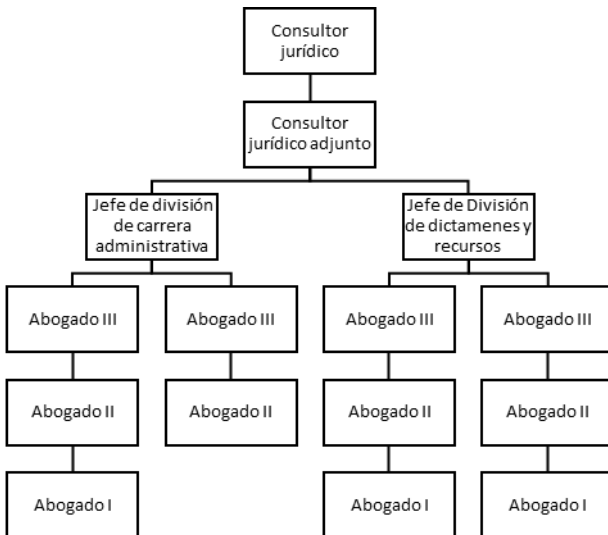 Consultor
jurídico
Consultor
jurídico adjunto
Jefe de división
de carrera
administrativa
Jefe de División
de dictamenes y
recursos
Abogado III
Abogado III
Abogado III
Abogado III
Abogado II
Abogado II
Abogado II
Abogado II
Abogado I
Abogado I
Abogado I